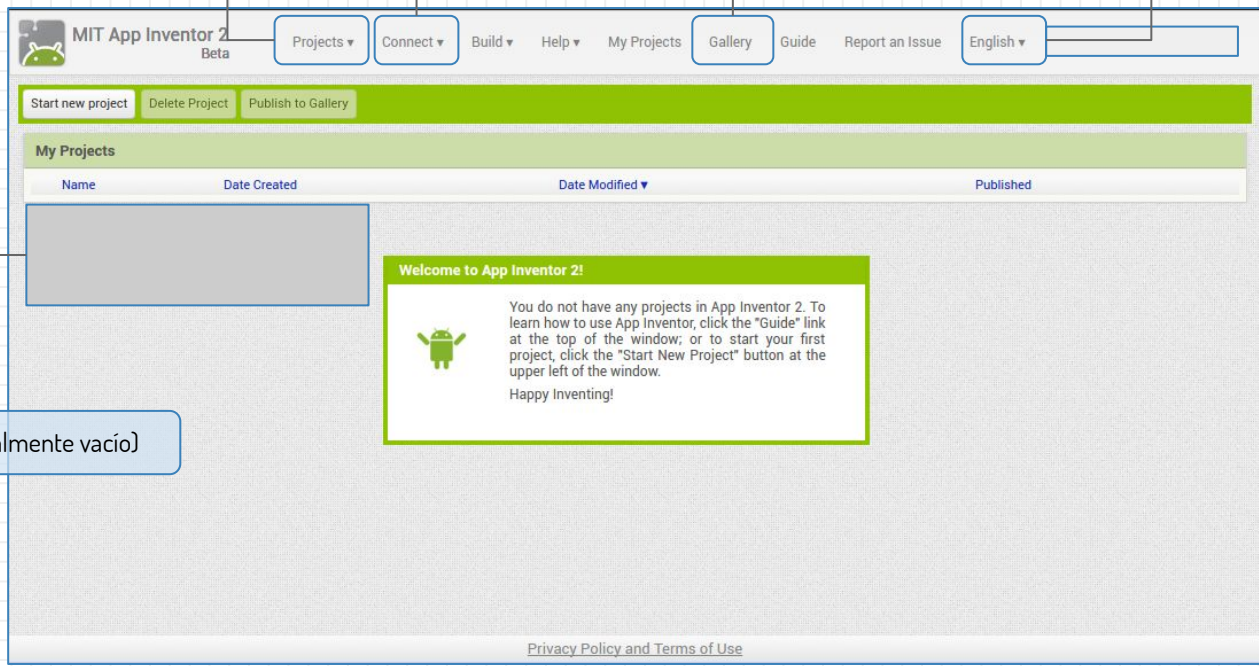 MIT App Inventor 2
Beta
Projects ▾ Connect ▾ Build ▾ Help ▾ My Projects Gallery Guide Report an Issue English ▾
Start new project Delete Project Publish to Gallery
My Projects
Name Date Created Date Modified ▾ Published
Welcome to App Inventor 2!
You do not have any projects in App Inventor 2. To
learn how to use App Inventor, click the "Guide" link
at the top of the window; or to start your first
project, click the "Start New Project" button at the
upper left of the window.
Happy Inventing!
vacío)
Privacy Policy and Terms of Use